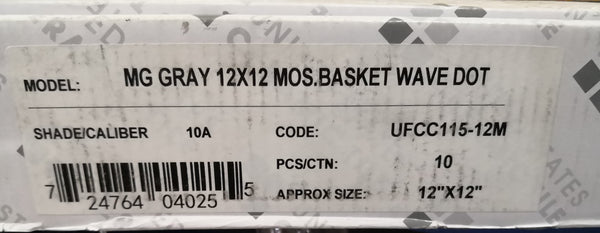 MODEL: MG GRAY 12X12 MOS.BASKET WAVE DOT
SHADE/CALIBER 10A CODE: UFCC115-12M
PCS/CTN: 10
7 24764 04025 5 APPROX SIZE: 12"X12"